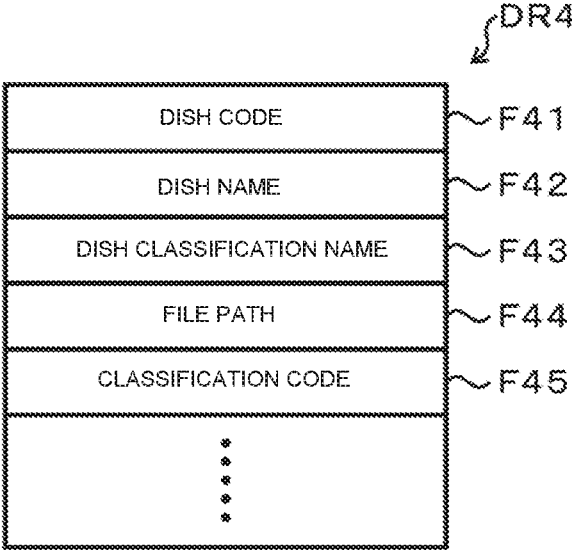 DR4
DISH CODE F41
DISH NAME F42
DISH CLASSIFICATION NAME F43
FILE PATH F44
CLASSIFICATION CODE F45